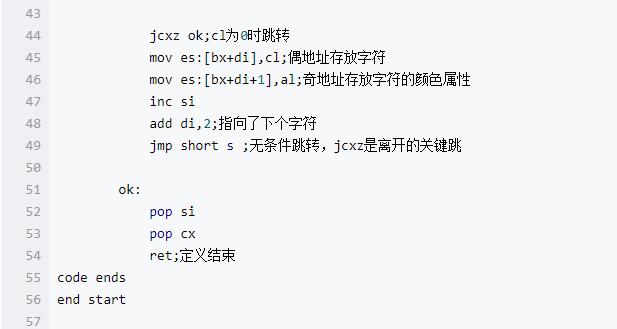 43
44 jcxz ok;cl为0时跳转
45 mov es:[bx+di],cl;偶地址存放字符
46 mov es:[bx+di+1],al;奇地址存放字符的颜色属性
47 inc si
48 add di,2;指向了下个字符
49 jmp short s ;无条件跳转，jcxz是离开的关键跳
50
51 ok:
52 pop si
53 pop cx
54 ret;定义结束
55 code ends
56 end start
57